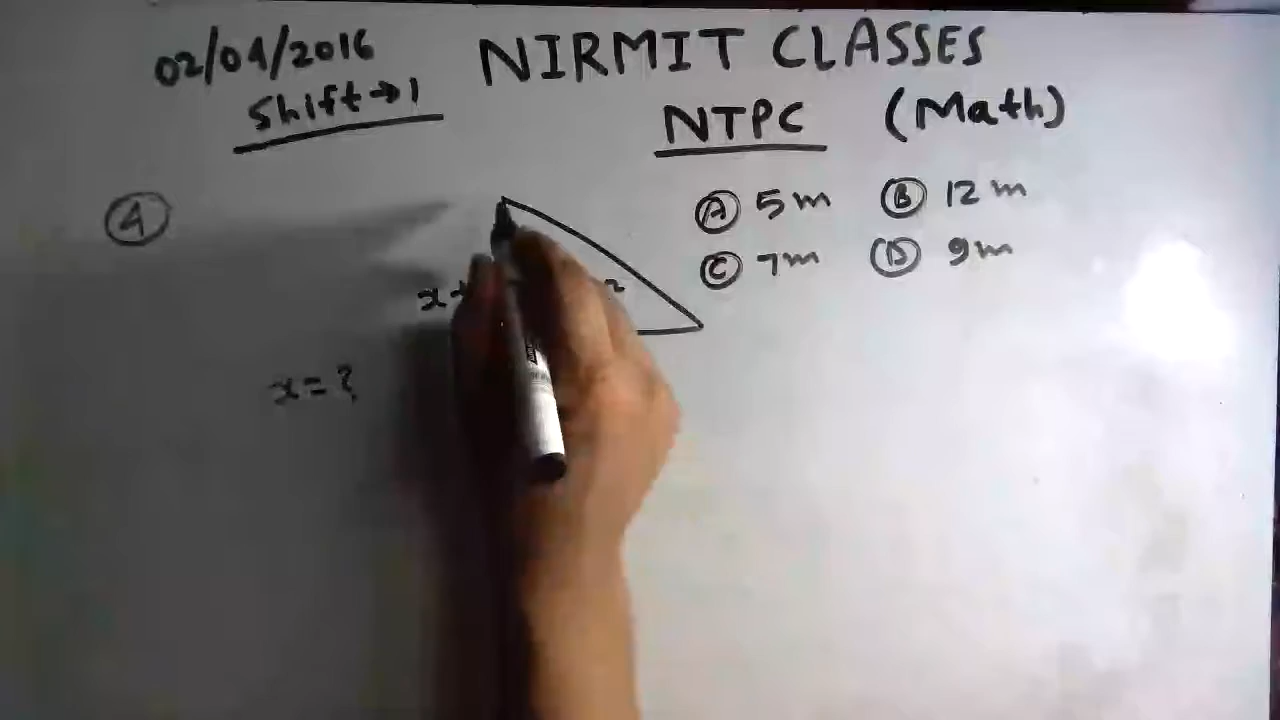 02/04/2016 NIRMIT CLASSES
Shift→1
NTPC (Math)
4
A 5m B 12m
C 7m D 9m
x+
x=?